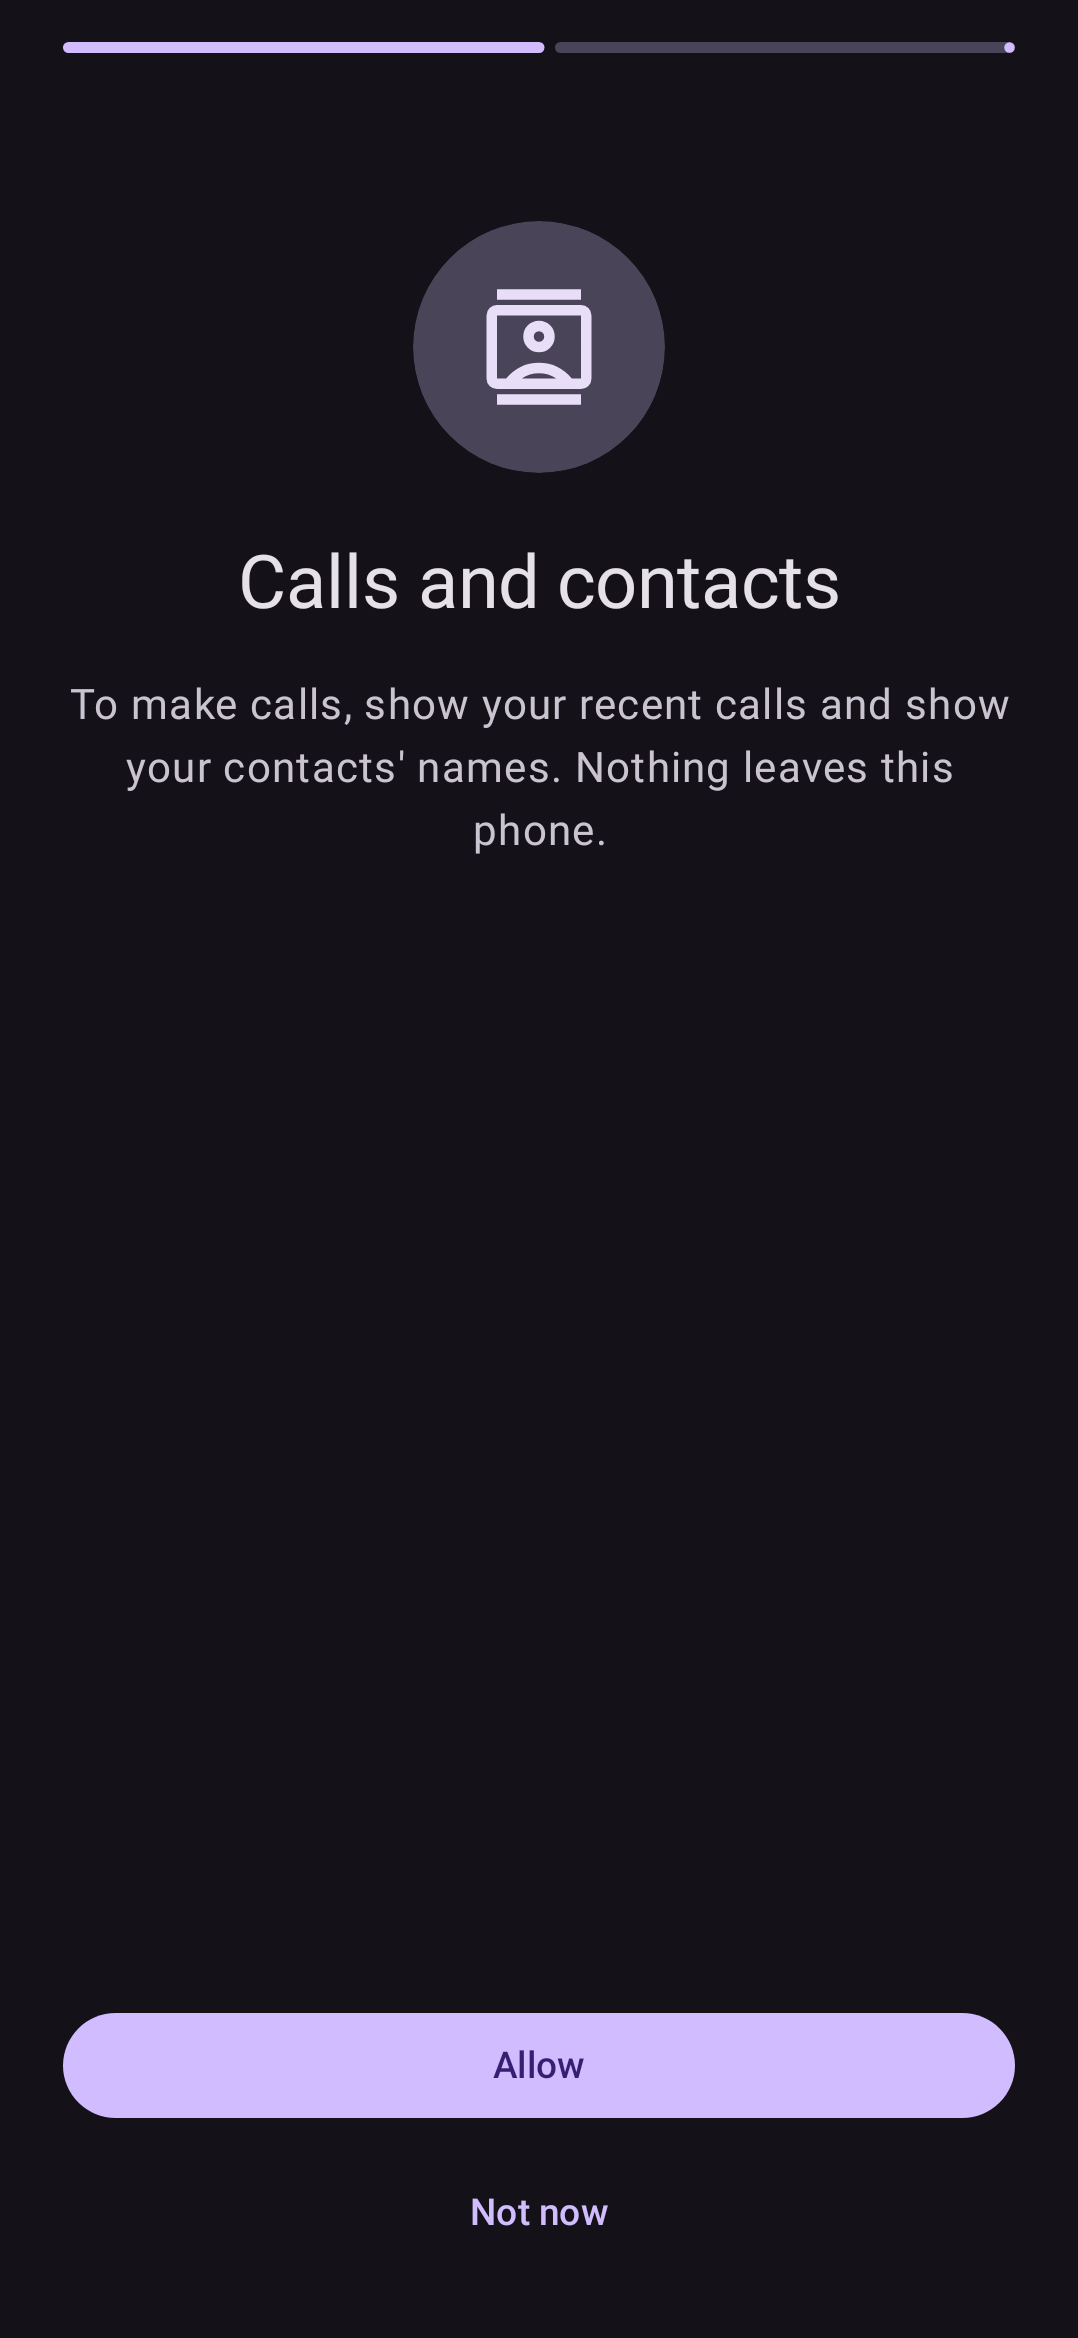 Calls and contacts
To make calls, show your recent calls and show
your contacts' names. Nothing leaves this
phone.
Allow
Not now